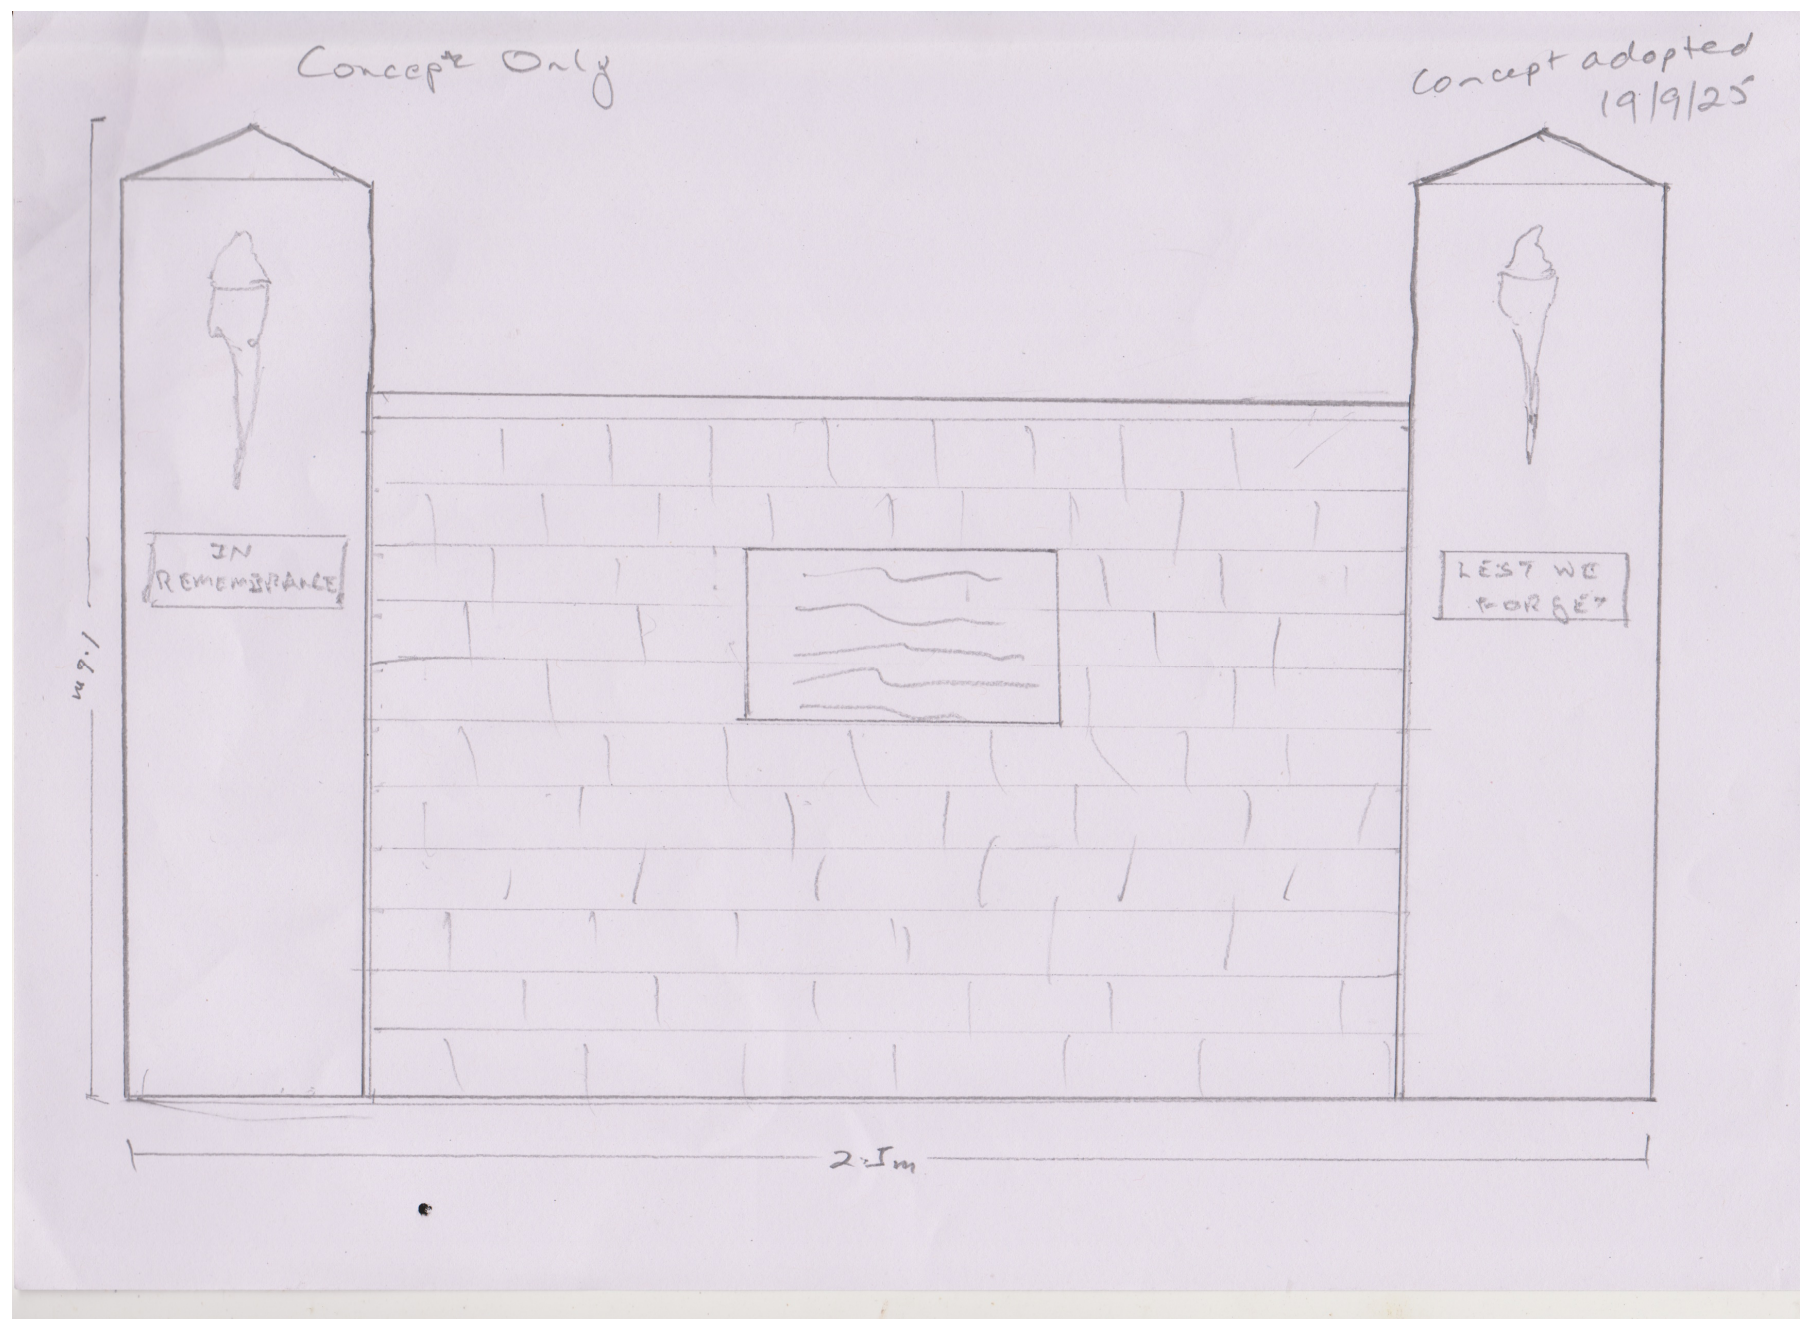 Concept Only
Concept adopted
19/9/25
IN
REMEMBRANCE
LEST WE
FORGET
1.6m
2.5m